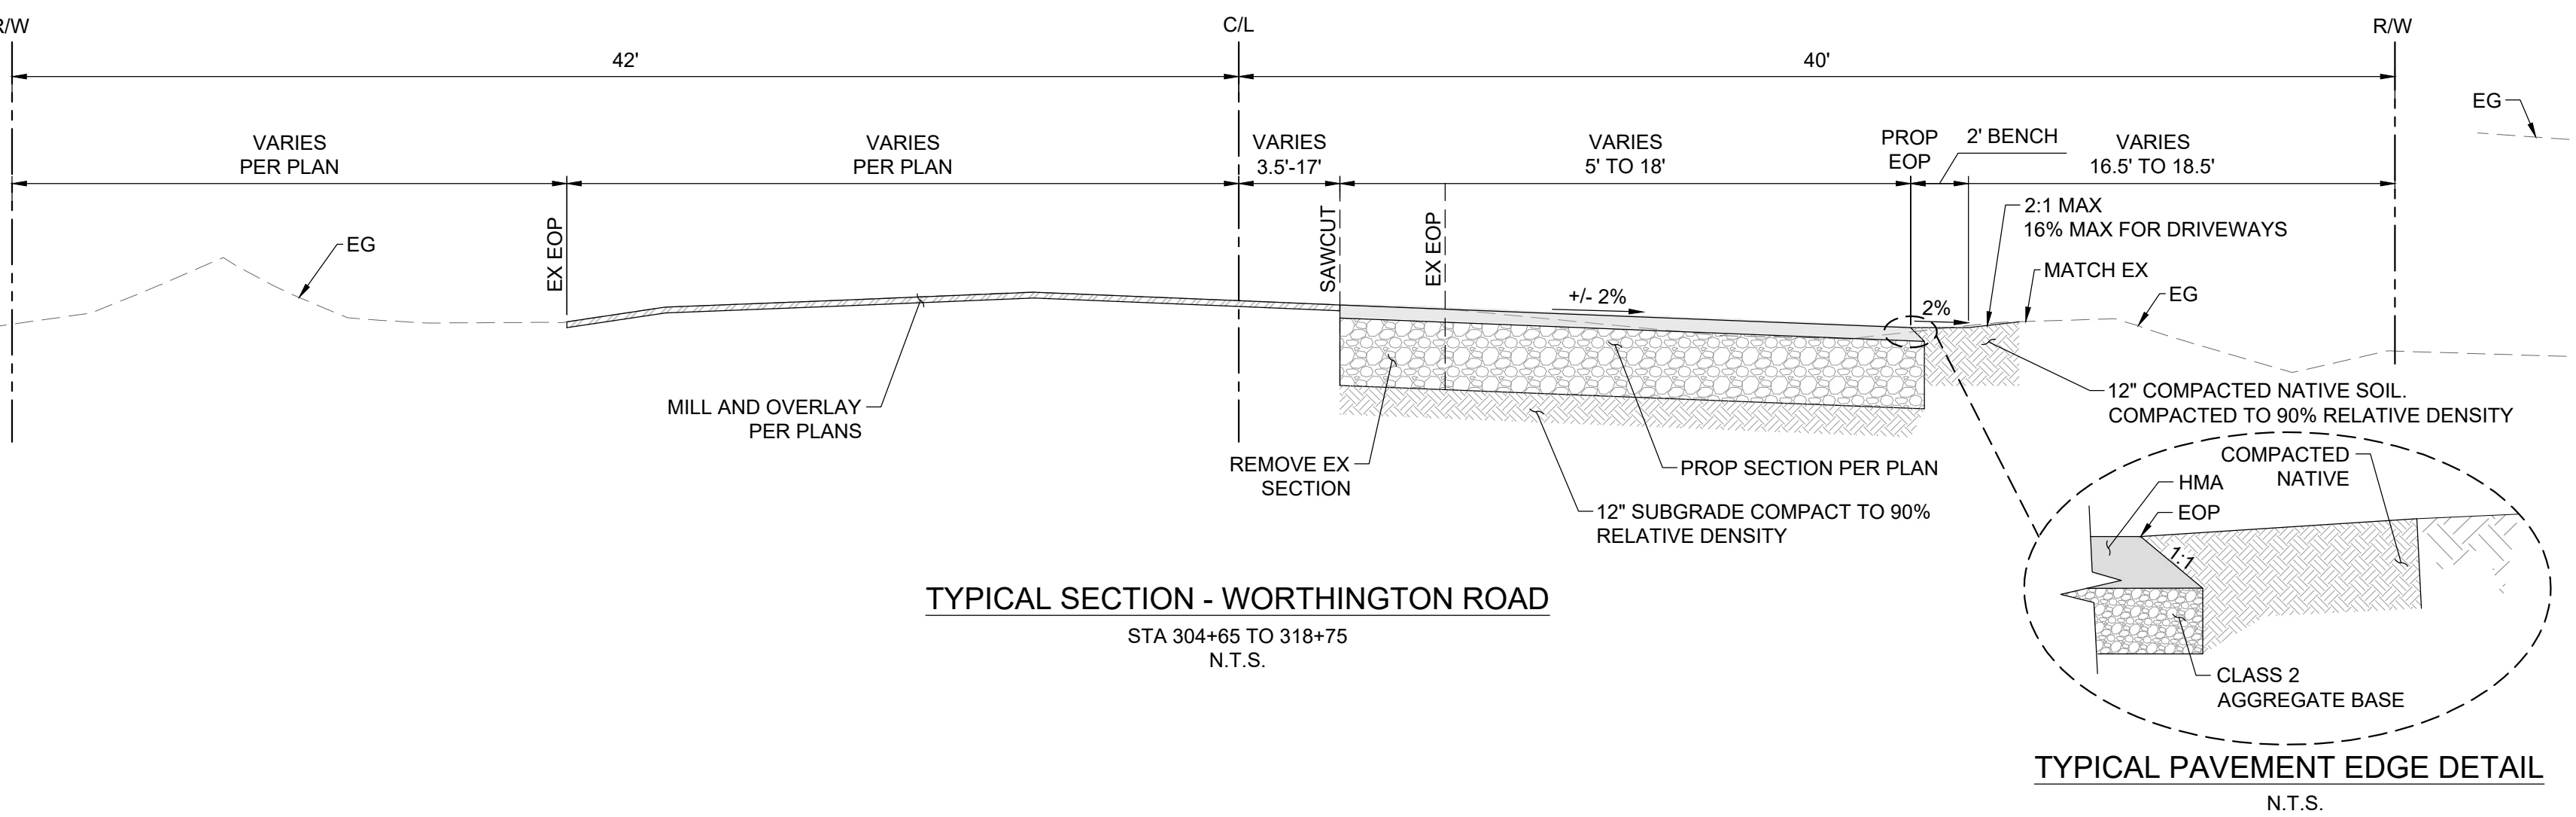 R/W
C/L
R/W
42'
40'
EG
VARIES
PER PLAN
VARIES
PER PLAN
VARIES
3.5'-17'
VARIES
5' TO 18'
PROP
EOP
2' BENCH
VARIES
16.5' TO 18.5'
EX EOP
SAWCUT
EX EOP
2:1 MAX
16% MAX FOR DRIVEWAYS
EG
MATCH EX
EG
+/- 2%
2%
MILL AND OVERLAY
PER PLANS
REMOVE EX
SECTION
PROP SECTION PER PLAN
12" SUBGRADE COMPACT TO 90%
RELATIVE DENSITY
12" COMPACTED NATIVE SOIL.
COMPACTED TO 90% RELATIVE DENSITY
COMPACTED
NATIVE
HMA
EOP
1:1
CLASS 2
AGGREGATE BASE
TYPICAL SECTION - WORTHINGTON ROAD
STA 304+65 TO 318+75
N.T.S.
TYPICAL PAVEMENT EDGE DETAIL
N.T.S.